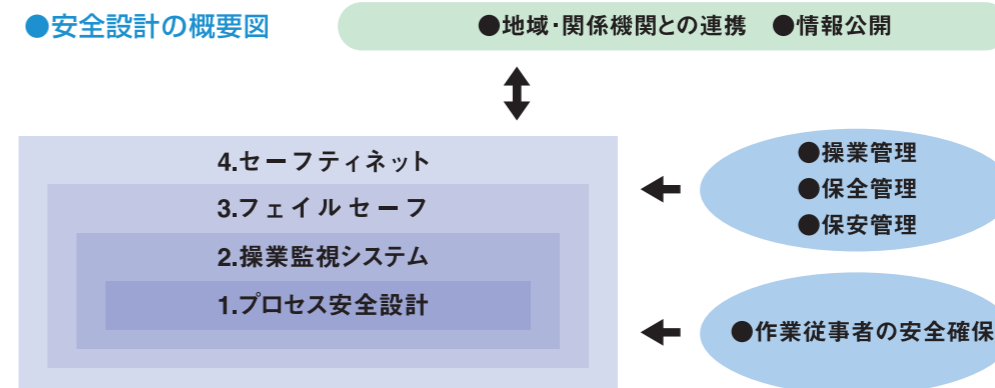 ●安全設計の概要図
●地域・関係機関との連携 ●情報公開
4.セーフティネット
3.フェイルセーフ
2.操業監視システム
1.プロセス安全設計
●操業管理
●保全管理
●保安管理
●作業従事者の安全確保